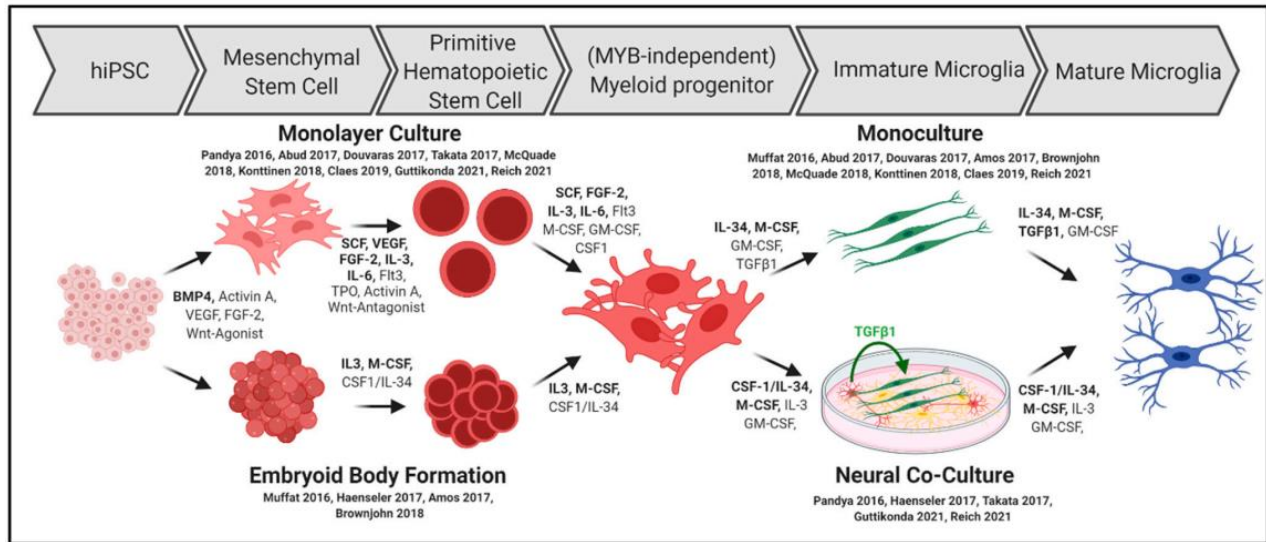 hiPSC
Mesenchymal
Stem Cell
Primitive
Hematopoietic
Stem Cell
(MYB-independent)
Myeloid progenitor
Immature Microglia
Mature Microglia
Monolayer Culture
Pandya 2016, Abud 2017, Douvaras 2017, Takata 2017, McQuade
2018, Konttinen 2018, Claes 2019, Guttikonda 2021, Reich 2021
Monoculture
Muffat 2016, Abud 2017, Douvaras 2017, Amos 2017, Brownjohn
2018, McQuade 2018, Konttinen 2018, Claes 2019, Reich 2021
BMP4, Activin A,
VEGF, FGF-2,
Wnt-Agonist
SCF, VEGF,
FGF-2, IL-3,
IL-6, Flt3,
TPO, Activin A,
Wnt-Antagonist
SCF, FGF-2,
IL-3, IL-6, Flt3
M-CSF, GM-CSF,
CSF1
IL-34, M-CSF,
GM-CSF,
TGFβ1
IL-34, M-CSF,
TGFβ1, GM-CSF
IL3, M-CSF,
CSF1/IL-34
IL3, M-CSF,
CSF1/IL-34
CSF-1/IL-34,
M-CSF, IL-3
GM-CSF,
TGFβ1
CSF-1/IL-34,
M-CSF, IL-3
GM-CSF,
Embryoid Body Formation
Muffat 2016, Haenseler 2017, Amos 2017,
Brownjohn 2018
Neural Co-Culture
Pandya 2016, Haenseler 2017, Takata 2017,
Guttikonda 2021, Reich 2021